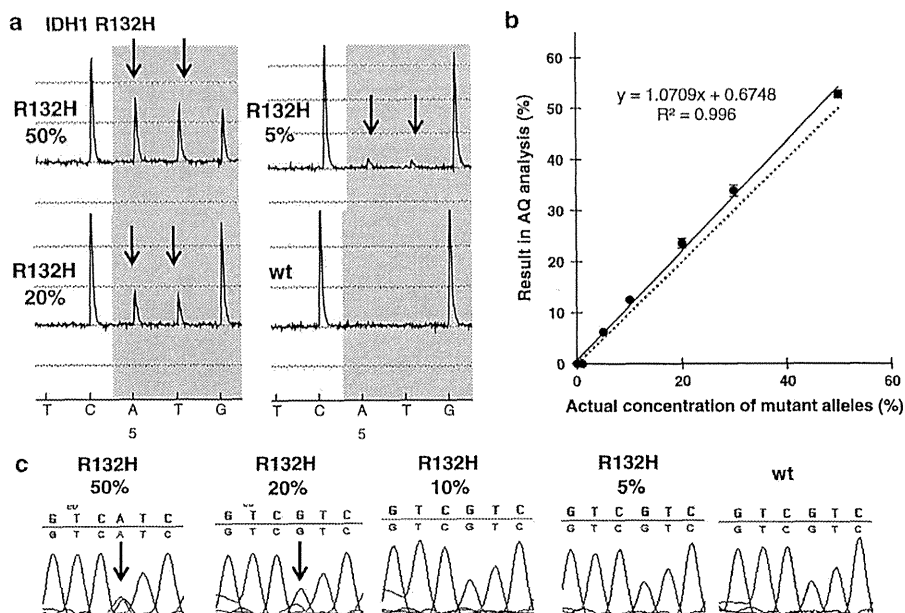 a
IDH1 R132H
R132H
50%
R132H
5%
R132H
20%
wt
T C A T G
5
T C A T G
5
b
Result in AQ analysis (%)
60
50
40
30
20
10
0
y = 1.0709x + 0.6748
R² = 0.996
0 20 40 60
Actual concentration of mutant alleles (%)
c
R132H
50%
G T C A T C
G T C A T C
R132H
20%
G T C G T C
G T C G T C
R132H
10%
G T C G T C
G T C G T C
R132H
5%
G T C G T C
G T C G T C
wt
G T C G T C
G T C G T C